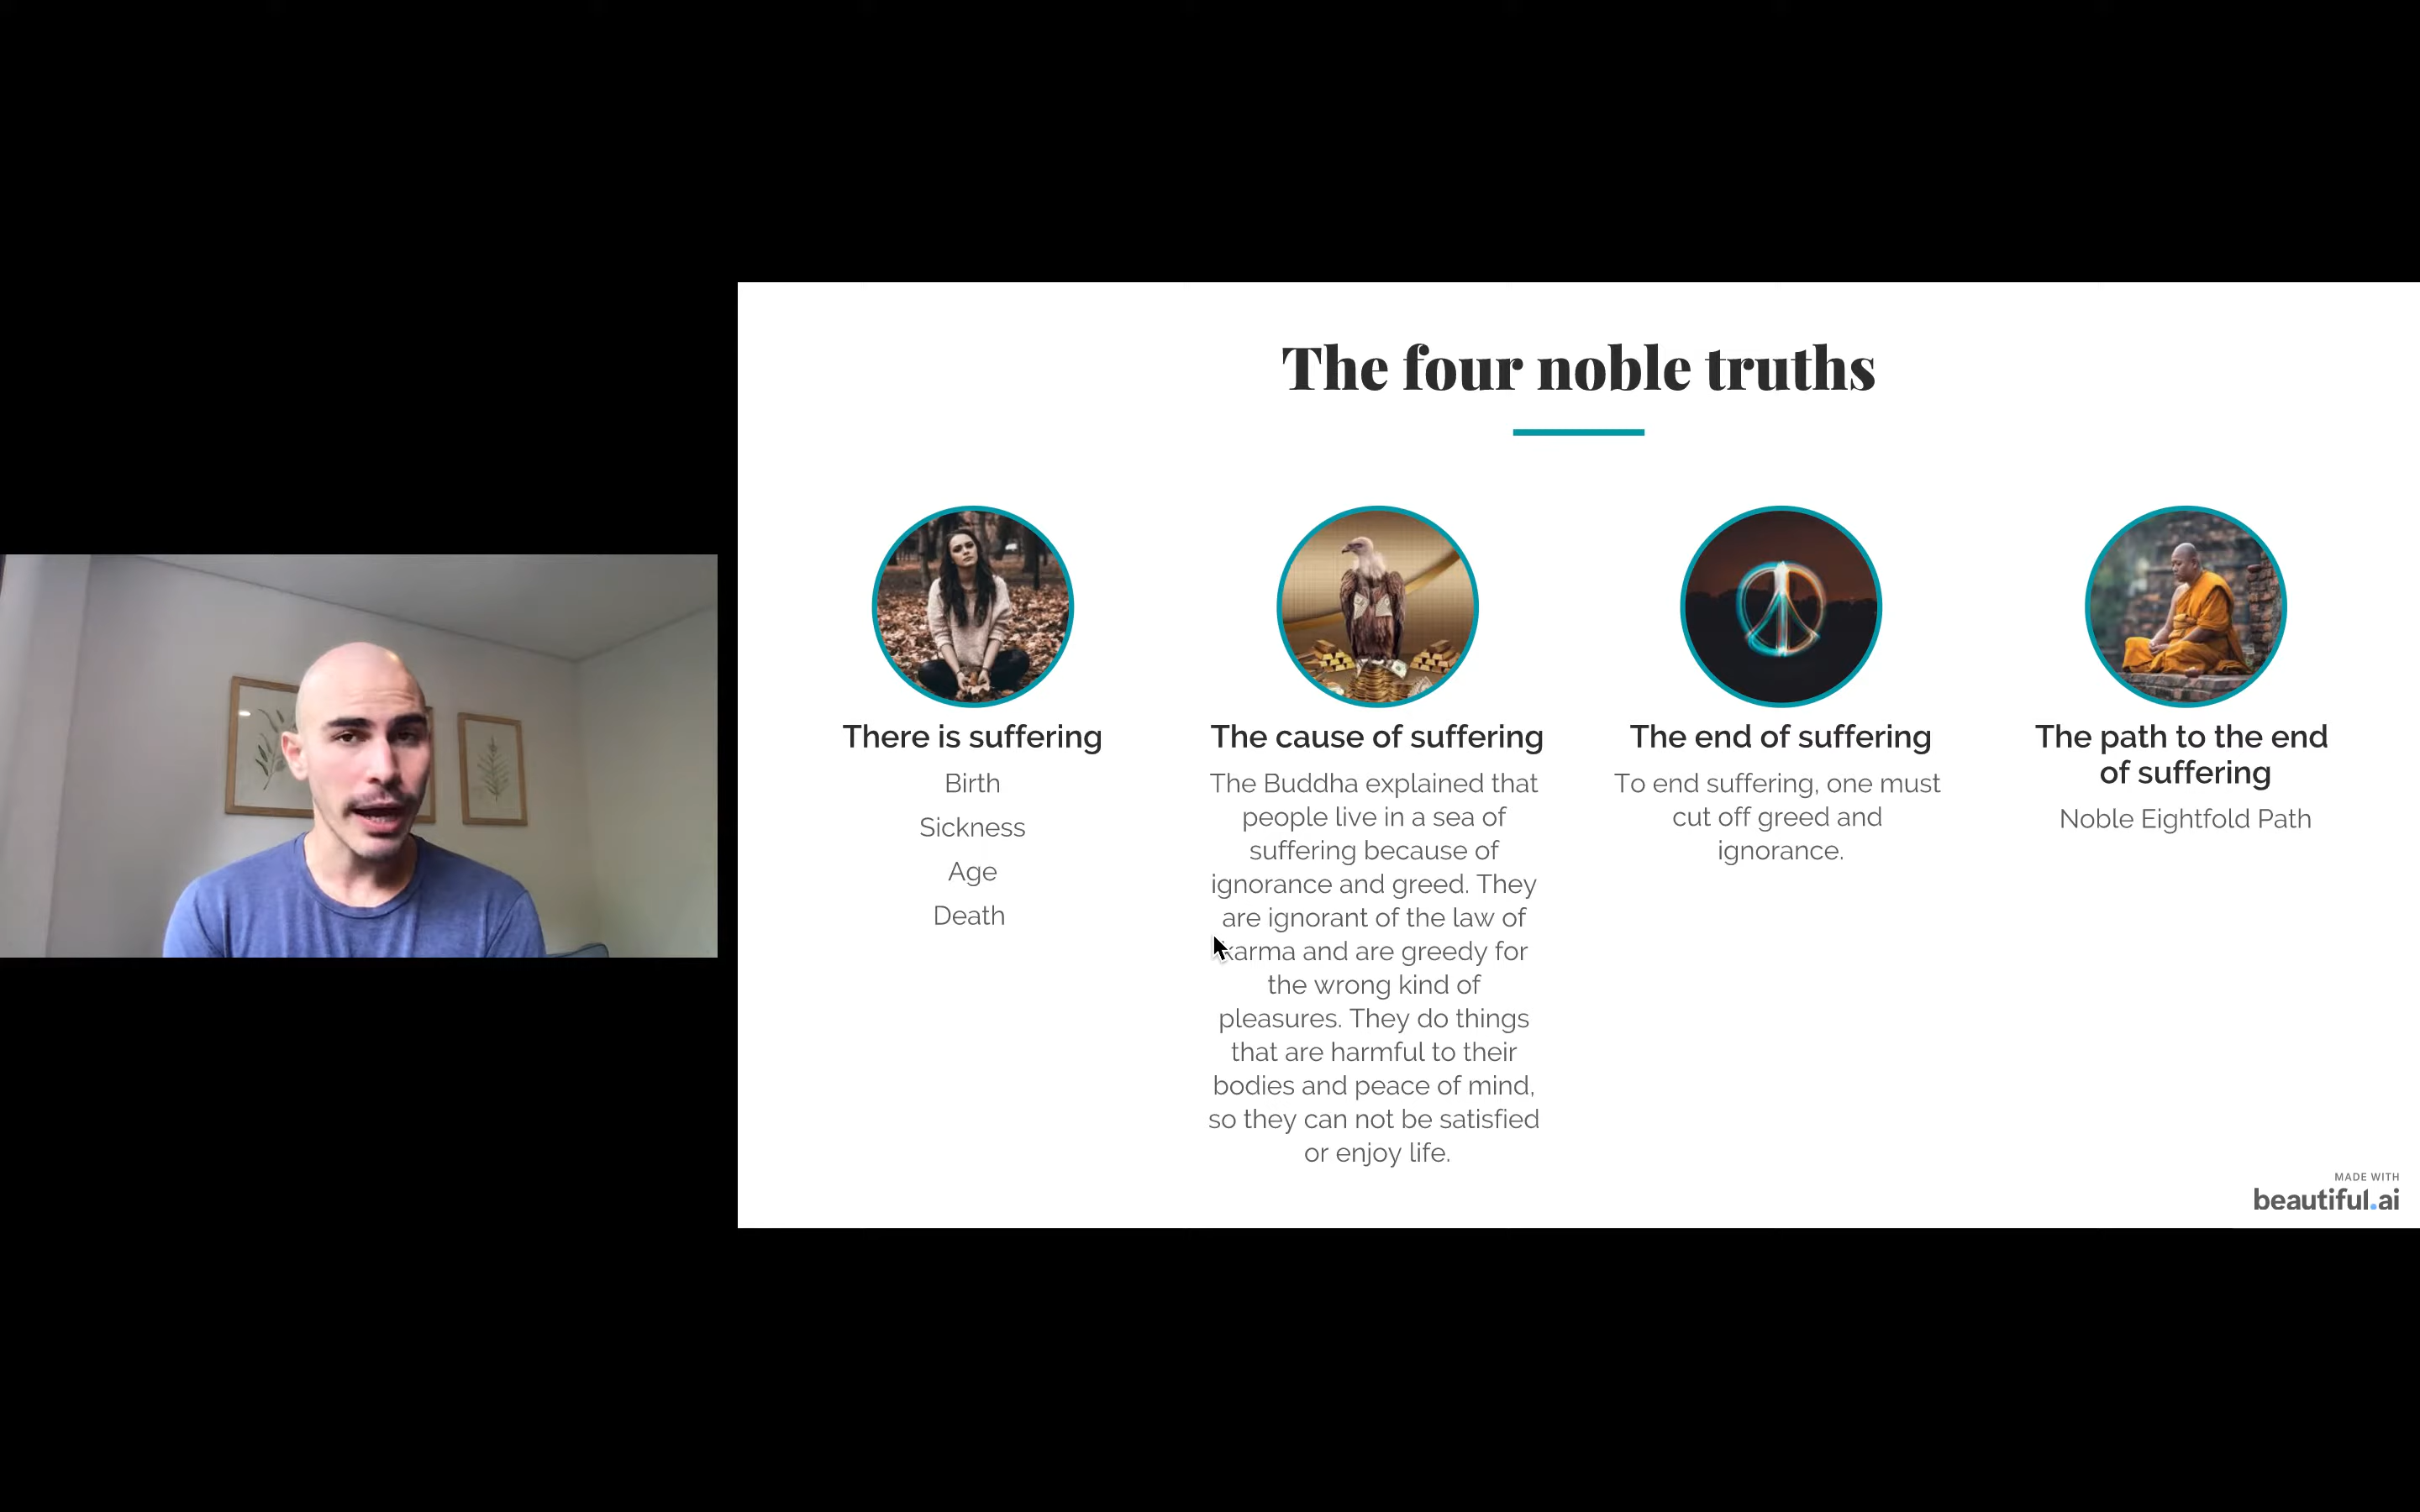 The four noble truths
There is suffering
Birth
Sickness
Age
Death
The cause of suffering
The Buddha explained that
people live in a sea of
suffering because of
ignorance and greed. They
are ignorant of the law of
karma and are greedy for
the wrong kind of
pleasures. They do things
that are harmful to their
bodies and peace of mind,
so they can not be satisfied
or enjoy life.
The end of suffering
To end suffering, one must
cut off greed and
ignorance.
The path to the end
of suffering
Noble Eightfold Path
MADE WITH
beautiful.ai